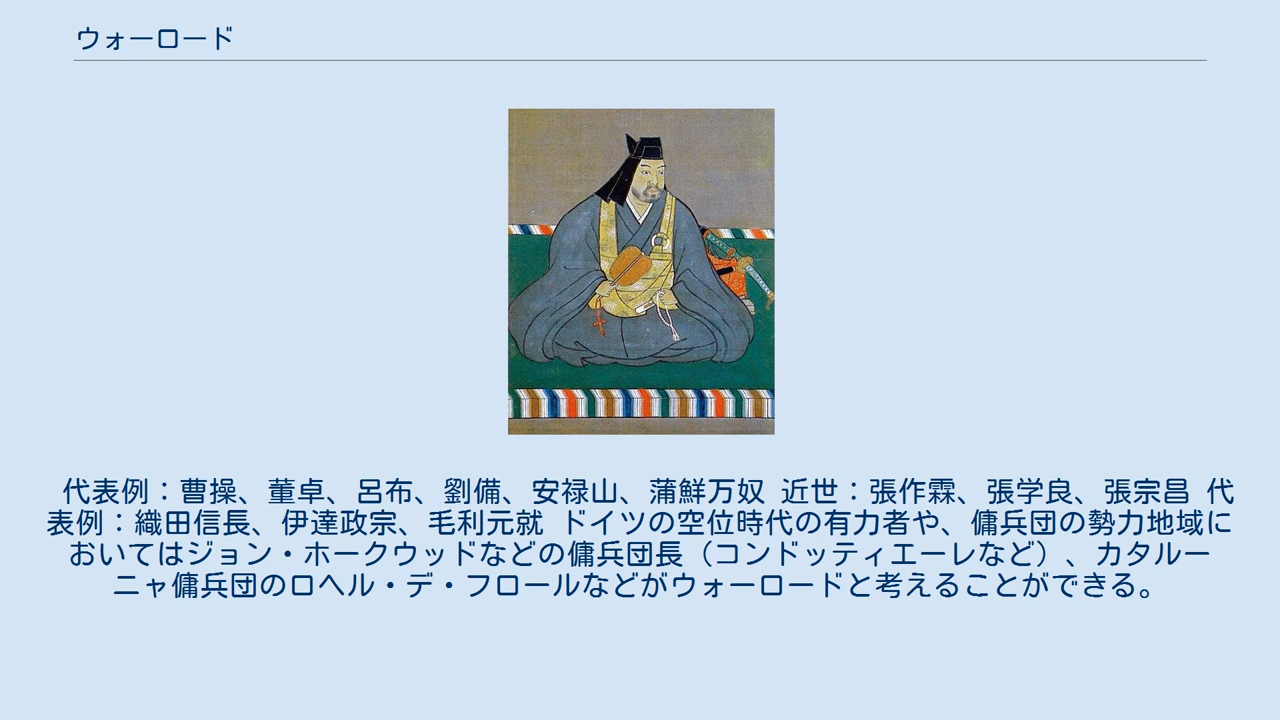 ウォーロード
代表例：曹操、董卓、呂布、劉備、安禄山、蒲鮮万奴 近世：張作霖、張学良、張宗昌 代
表例：織田信長、伊達政宗、毛利元就 ドイツの空位時代の有力者や、傭兵団の勢力地域に
おいてはジョン・ホークウッドなどの傭兵団長（コンドッティエーレなど）、カタルー
ニャ傭兵団のロヘル・デ・フロールなどがウォーロードと考えることができる。